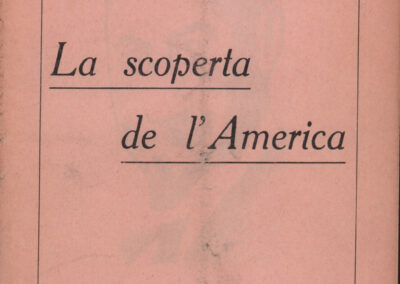 La scoperta
de l'America